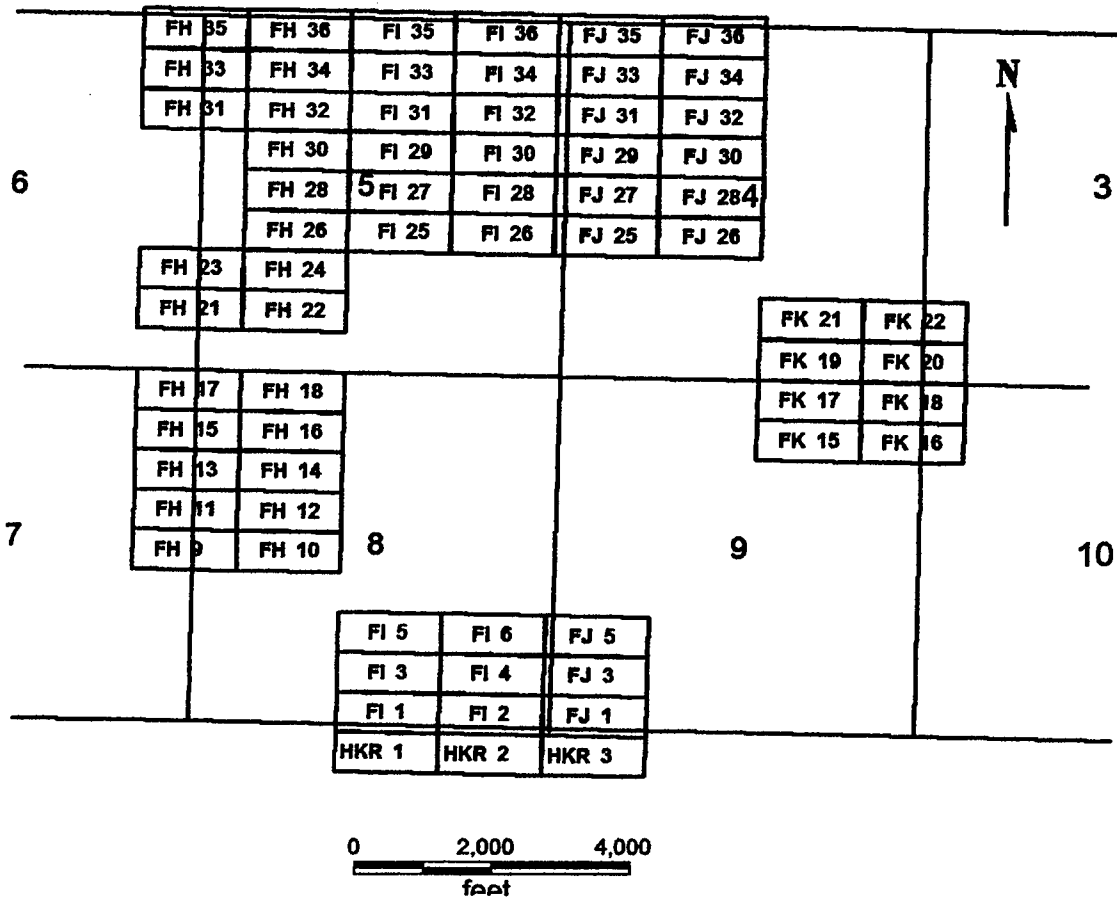 FH 35 FH 36 FI 35 FI 36 FJ 35 FJ 36
FH 33 FH 34 FI 33 FI 34 FJ 33 FJ 34
N
FH 31 FH 32 FI 31 FI 32 FJ 31 FJ 32
FH 30 FI 29 FI 30 FJ 29 FJ 30
6 FH 28 5 FI 27 FI 28 FJ 27 FJ 28 4 3
FH 26 FI 25 FI 26 FJ 25 FJ 26
FH 23 FH 24
FH 21 FH 22
FK 21 FK 22
FK 19 FK 20
FH 17 FH 18
FK 17 FK 18
FH 15 FH 16
FK 15 FK 16
FH 13 FH 14
FH 11 FH 12
7 FH 9 FH 10 8 9 10
FI 5 FI 6 FJ 5
FI 3 FI 4 FJ 3
FI 1 FI 2 FJ 1
HKR 1 HKR 2 HKR 3
0 2,000 4,000
feet